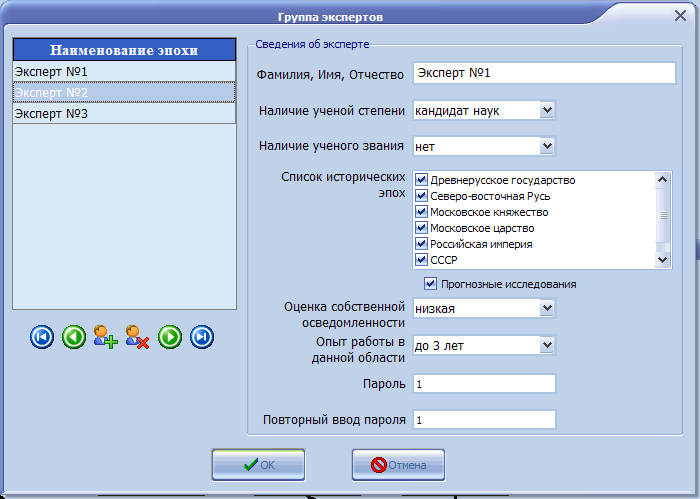 Группа экспертов
Наименование эпохи
Эксперт №1
Эксперт №2
Эксперт №3
Сведения об эксперте
Фамилия, Имя, Отчество Эксперт №1
Наличие ученой степени кандидат наук
Наличие ученого звания нет
Список исторических
эпох
Древнерусское государство
Северо-восточная Русь
Московское княжество
Московское царство
Российская империя
СССР
Прогнозные исследования
Оценка собственной
осведомленности
низкая
Опыт работы в
данной области
до 3 лет
Пароль 1
Повторный ввод пароля 1
ОК Отмена